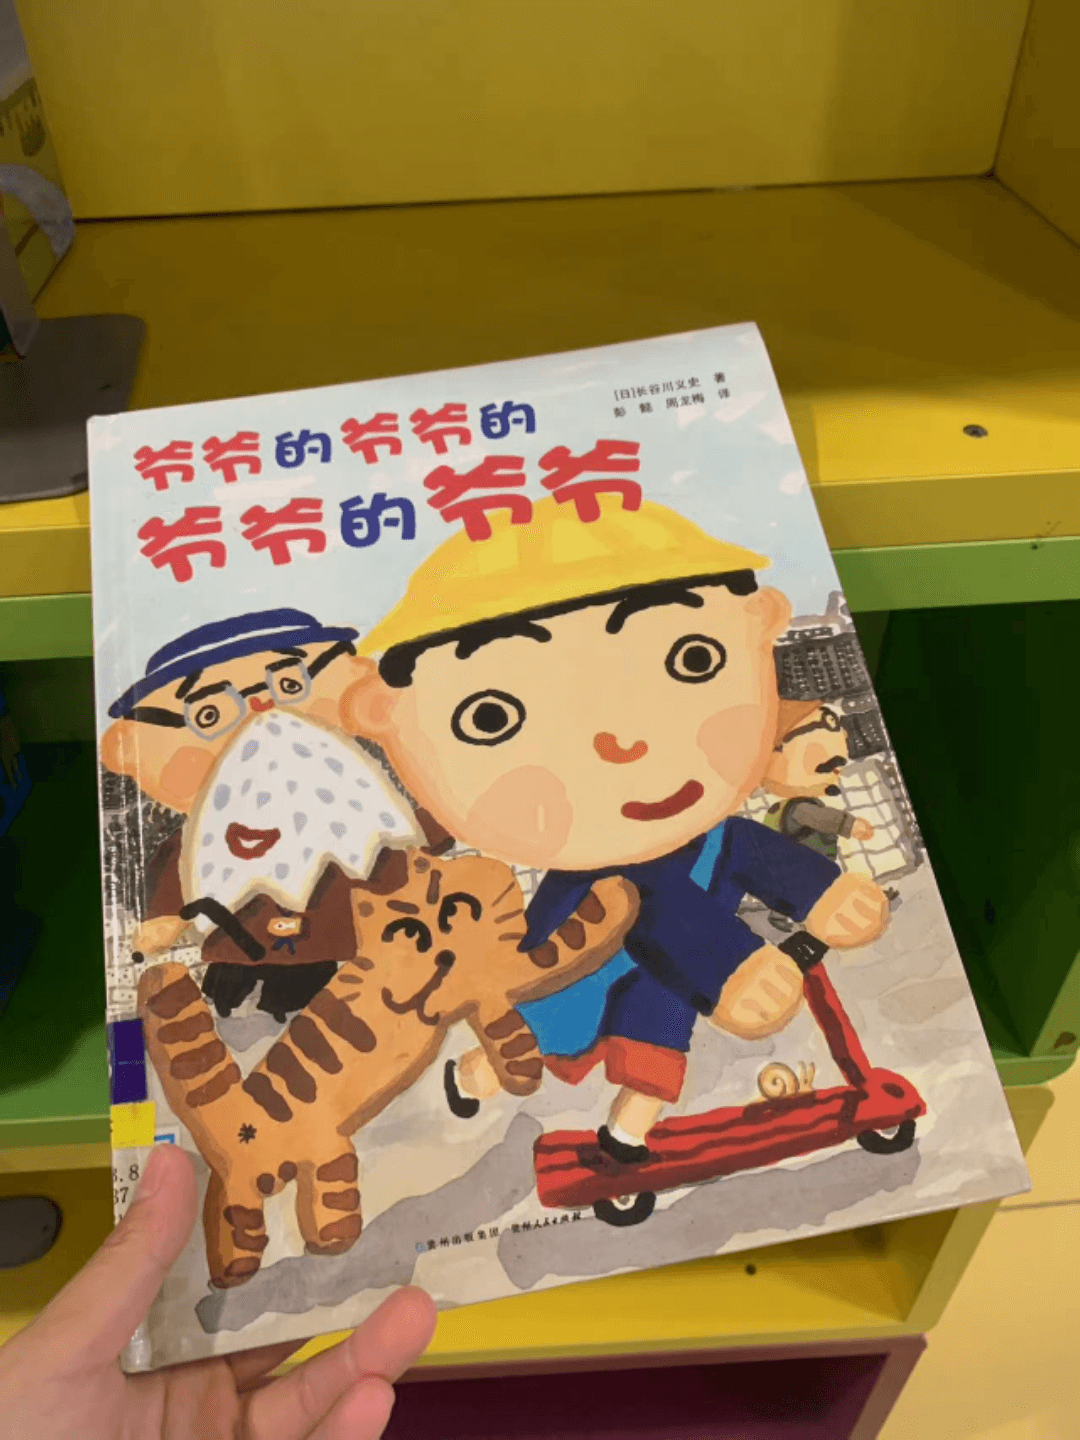 爷爷的爷爷的
爷爷的爷爷
[日]长谷川义史 著
彭懿 周龙梅 译
贵州出版集团 贵州人民出版社
3.8
37